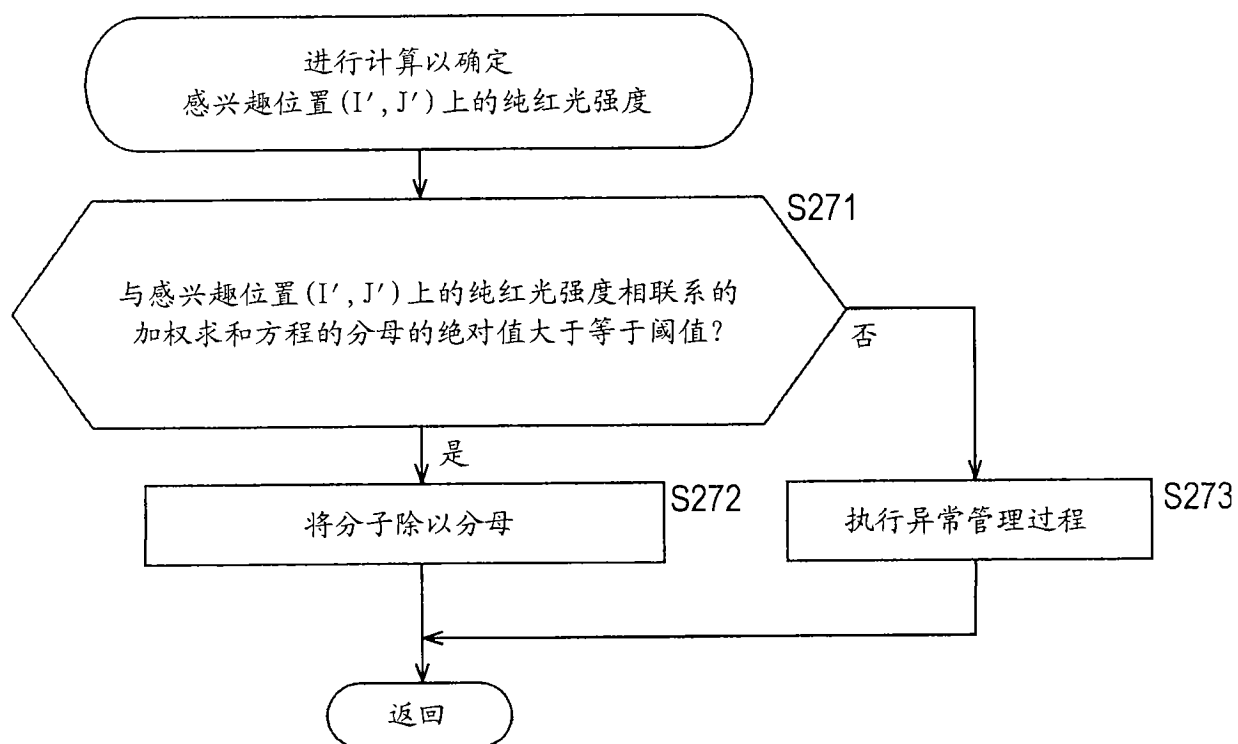 进行计算以确定
感兴趣位置(I′,J′)上的纯红光强度
S271
与感兴趣位置(I′,J′)上的纯红光强度相联系的
加权求和方程的分母的绝对值大于等于阈值?
否
是
将分子除以分母
S272
执行异常管理过程
S273
返回